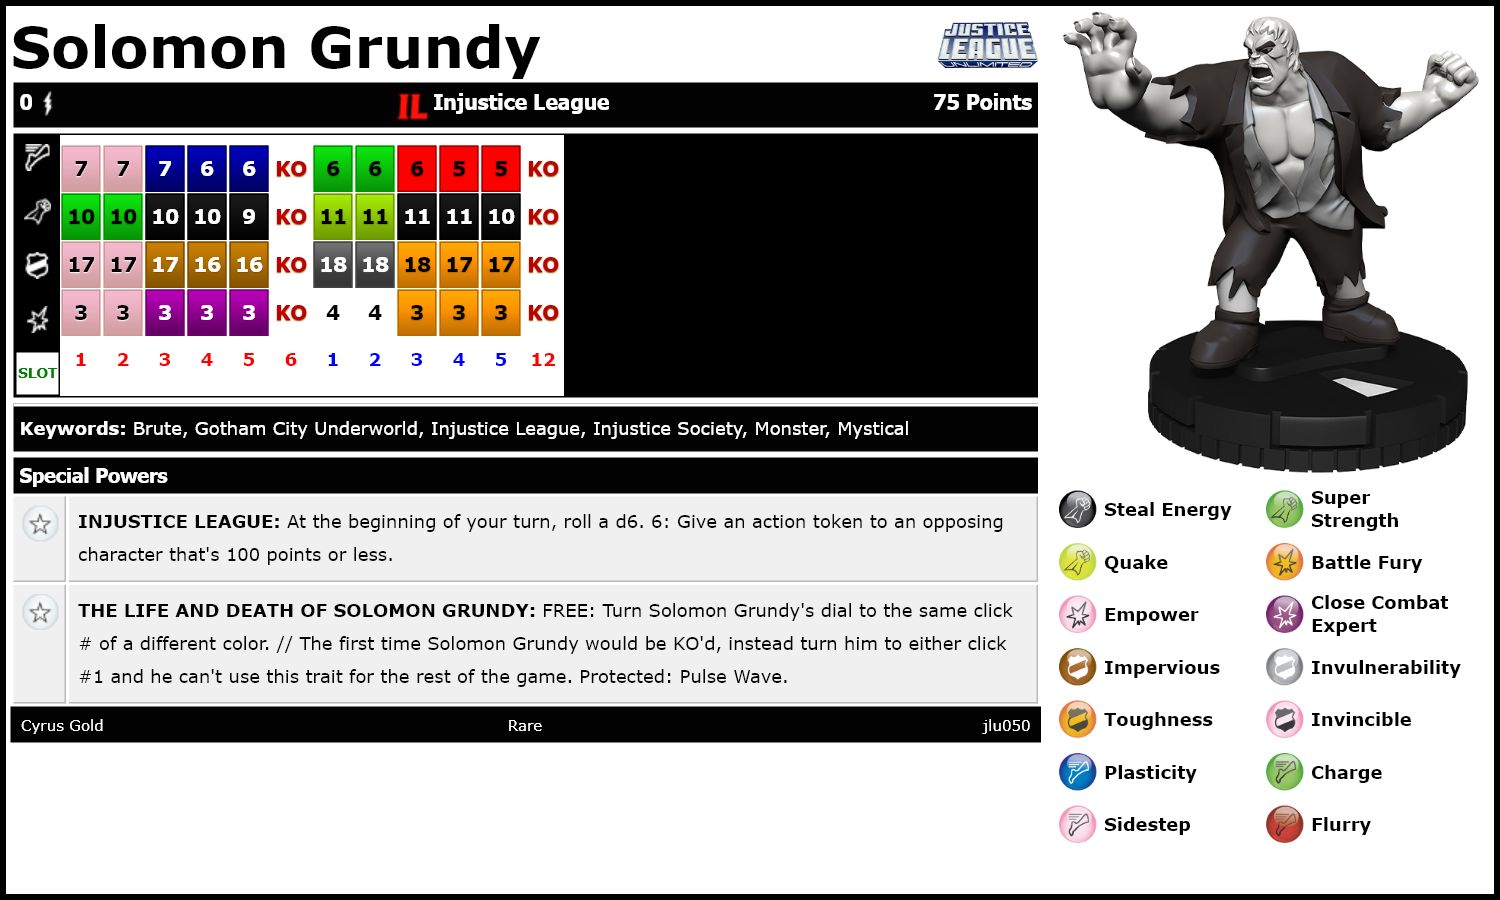 Solomon Grundy
JUSTICE
LEAGUE
UNLIMITED
0 IL Injustice League 75 Points
7 7 7 6 6 KO 6 6 6 5 5 KO
10 10 10 10 9 KO 11 11 11 11 10 KO
17 17 17 16 16 KO 18 18 18 17 17 KO
3 3 3 3 3 KO 4 4 3 3 3 KO
SLOT 1 2 3 4 5 6 1 2 3 4 5 12
Keywords: Brute, Gotham City Underworld, Injustice League, Injustice Society, Monster, Mystical
Special Powers
INJUSTICE LEAGUE: At the beginning of your turn, roll a d6. 6: Give an action token to an opposing
character that's 100 points or less.
THE LIFE AND DEATH OF SOLOMON GRUNDY: FREE: Turn Solomon Grundy's dial to the same click
# of a different color. // The first time Solomon Grundy would be KO'd, instead turn him to either click
#1 and he can't use this trait for the rest of the game. Protected: Pulse Wave.
Cyrus Gold Rare jlu050
Steal Energy
Super
Strength
Quake
Battle Fury
Empower
Close Combat
Expert
Impervious
Invulnerability
Toughness
Invincible
Plasticity
Charge
Sidestep
Flurry